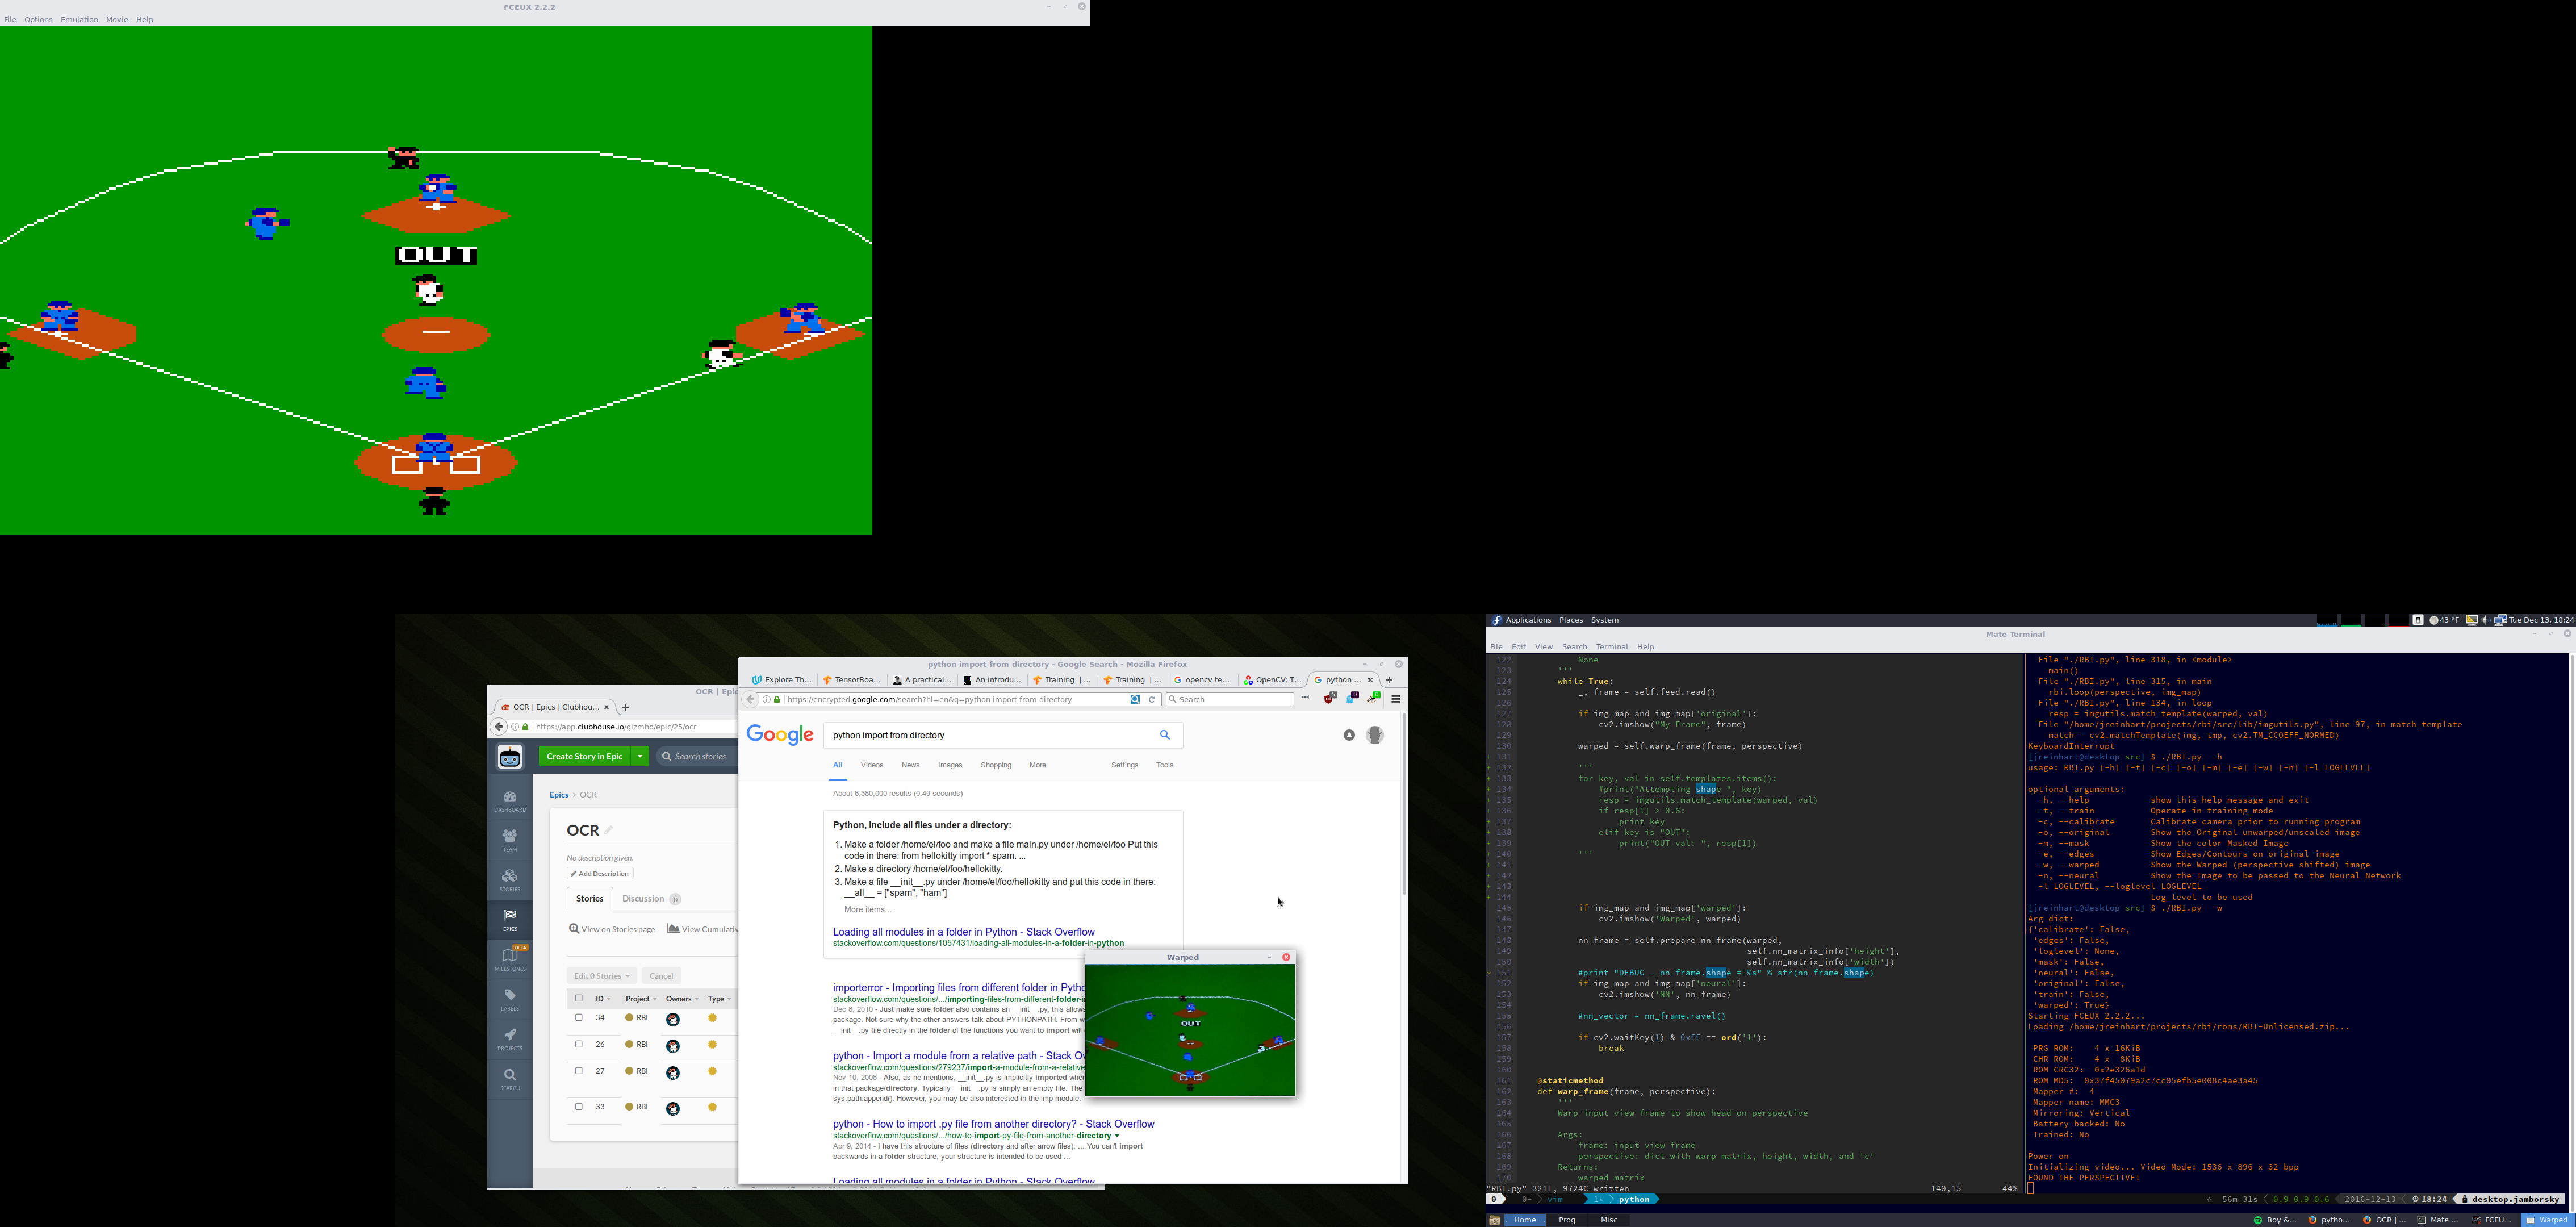 FCEUX 2.2.2
File Options Emulation Movie Help
OUT
OCR | Epic
OCR | Epics | Clubhou...
https://app.clubhouse.io/gizmho/epic/25/ocr
Create Story in Epic
Search stories
DASHBOARD
TEAM
STORIES
EPICS
BETA
MILESTONES
LABELS
PROJECTS
SEARCH
Epics > OCR
OCR
No description given.
Add Description
Stories Discussion 0
View on Stories page View Cumulativ
Edit 0 Stories Cancel
ID Project Owners Type
34 RBI
26 RBI
27 RBI
33 RBI
python import from directory - Google Search - Mozilla Firefox
Explore Th... TensorBoa... A practical... An introdu... Training | ... Training | ... opencv te... OpenCV: T... python ...
https://encrypted.google.com/search?hl=en&q=python import from directory
Search
Google
python import from directory
All Videos News Images Shopping More Settings Tools
About 6,380,000 results (0.49 seconds)
Python, include all files under a directory:
1. Make a folder /home/el/foo and make a file main.py under /home/el/foo Put this
code in there: from hellokitty import * spam. ...
2. Make a directory /home/el/foo/hellokitty.
3. Make a file __init__.py under /home/el/foo/hellokitty and put this code in there:
__all__ = ["spam", "ham"]
More items...
Loading all modules in a folder in Python - Stack Overflow
stackoverflow.com/questions/1057431/loading-all-modules-in-a-folder-in-python
importerror - Importing files from different folder in Pytho
stackoverflow.com/questions/.../importing-files-from-different-folder-i
Dec 8, 2010 - Just make sure folder also contains an __init__.py, this allows
package. Not sure why the other answers talk about PYTHONPATH. From w
__init__.py file directly in the folder of the functions you want to import will
python - Import a module from a relative path - Stack Ov
stackoverflow.com/questions/279237/import-a-module-from-a-relative
Nov 10, 2008 - Also, as he mentions, __init__.py is implicitly Imported wher
in that package/directory. Typically __init__.py is simply an empty file. The
sys.path.append(). However, you may be also interested in the imp module.
python - How to import .py file from another directory? - Stack Overflow
stackoverflow.com/questions/.../how-to-import-py-file-from-another-directory
Apr 9, 2014 - I have this structure of files (directory and after arrow files): ... You can't Import
backwards in a folder structure, your structure is intended to be used ...
Loading all modules in a folder in Python - Stack Overflow
Warped
OUT
Applications Places System
43 °F Tue Dec 13, 18:24
Mate Terminal
File Edit View Search Terminal Help
122 None
123 '''
124 while True:
125 _, frame = self.feed.read()
126
127 if img_map and img_map['original']:
128 cv2.imshow("My Frame", frame)
129
130 warped = self.warp_frame(frame, perspective)
131
132 '''
133 for key, val in self.templates.items():
134 #print("Attempting shape ", key)
135 resp = imgutils.match_template(warped, val)
136 if resp[1] > 0.6:
137 print key
138 elif key is "OUT":
139 print("OUT val: ", resp[1])
140 '''
141
142
143
144
145 if img_map and img_map['warped']:
146 cv2.imshow('Warped', warped)
147
148 nn_frame = self.prepare_nn_frame(warped,
149 self.nn_matrix_info['height'],
150 self.nn_matrix_info['width'])
151 #print "DEBUG - nn_frame.shape = %s" % str(nn_frame.shape)
152 if img_map and img_map['neural']:
153 cv2.imshow('NN', nn_frame)
154
155 #nn_vector = nn_frame.ravel()
156
157 if cv2.waitKey(1) & 0xFF == ord('1'):
158 break
159
160
161 @staticmethod
162 def warp_frame(frame, perspective):
163 '''
164 Warp input view frame to show head-on perspective
165
166 Args:
167 frame: input view frame
168 perspective: dict with warp matrix, height, width, and 'c'
169 Returns:
170 warped matrix
"RBI.py" 321L, 9724C written 140,15 44%
File "./RBI.py", line 318, in <module>
main()
File "./RBI.py", line 315, in main
rbi.loop(perspective, img_map)
File "./RBI.py", line 134, in loop
resp = imgutils.match_template(warped, val)
File "/home/jreinhart/projects/rbi/src/lib/imgutils.py", line 97, in match_template
match = cv2.matchTemplate(img, tmp, cv2.TM_CCOEFF_NORMED)
KeyboardInterrupt
[jreinhart@desktop src] $ ./RBI.py -h
usage: RBI.py [-h] [-t] [-c] [-o] [-m] [-e] [-w] [-n] [-l LOGLEVEL]
optional arguments:
-h, --help show this help message and exit
-t, --train Operate in training mode
-c, --calibrate Calibrate camera prior to running program
-o, --original Show the Original unwarped/unscaled image
-m, --mask Show the color Masked Image
-e, --edges Show Edges/Contours on original image
-w, --warped Show the Warped (perspective shifted) image
-n, --neural Show the Image to be passed to the Neural Network
-l LOGLEVEL, --loglevel LOGLEVEL
Log level to be used
[jreinhart@desktop src] $ ./RBI.py -w
Arg dict:
{'calibrate': False,
'edges': False,
'loglevel': None,
'mask': False,
'neural': False,
'original': False,
'train': False,
'warped': True}
Starting FCEUX 2.2.2...
Loading /home/jreinhart/projects/rbi/roms/RBI-Unlicensed.zip...
PRG ROM: 4 x 16KiB
CHR ROM: 4 x 8KiB
ROM CRC32: 0x2e326a1d
ROM MD5: 0x37f45079a2c7cc05efb5e008c4ae3a45
Mapper #: 4
Mapper name: MMC3
Mirroring: Vertical
Battery-backed: No
Trained: No
Power on
Initializing video... Video Mode: 1536 x 896 x 32 bpp
FOUND THE PERSPECTIVE!
0 0- vim 1* python 56m 31s 0.9 0.9 0.6 2016-12-13 18:24 desktop.jamborsky
Home Prog Misc Boy &... pytho... OCR | ... Mate ... FCEU... Warped